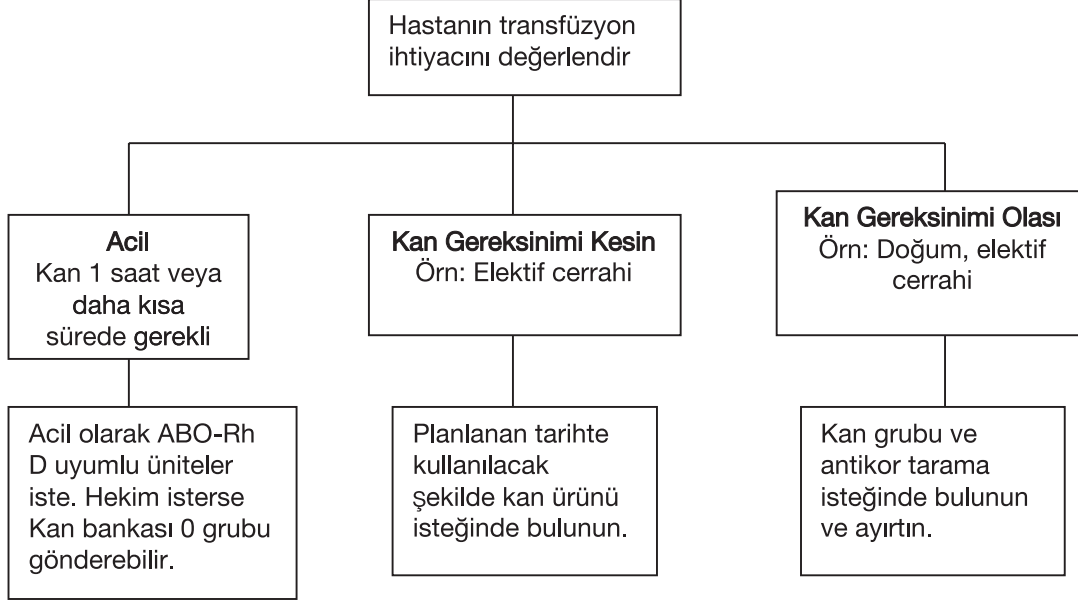 Hastanın transfüzyon
ihtiyacını değerlendir
Acil
Kan 1 saat veya
daha kısa
sürede gerekli
Kan Gereksinimi Kesin
Örn: Elektif cerrahi
Kan Gereksinimi Olası
Örn: Doğum, elektif
cerrahi
Acil olarak ABO-Rh
D uyumlu üniteler
iste. Hekim isterse
Kan bankası 0 grubu
gönderebilir.
Planlanan tarihte
kullanılacak
şekilde kan ürünü
isteğinde bulunun.
Kan grubu ve
antikor tarama
isteğinde bulunun
ve ayırtın.